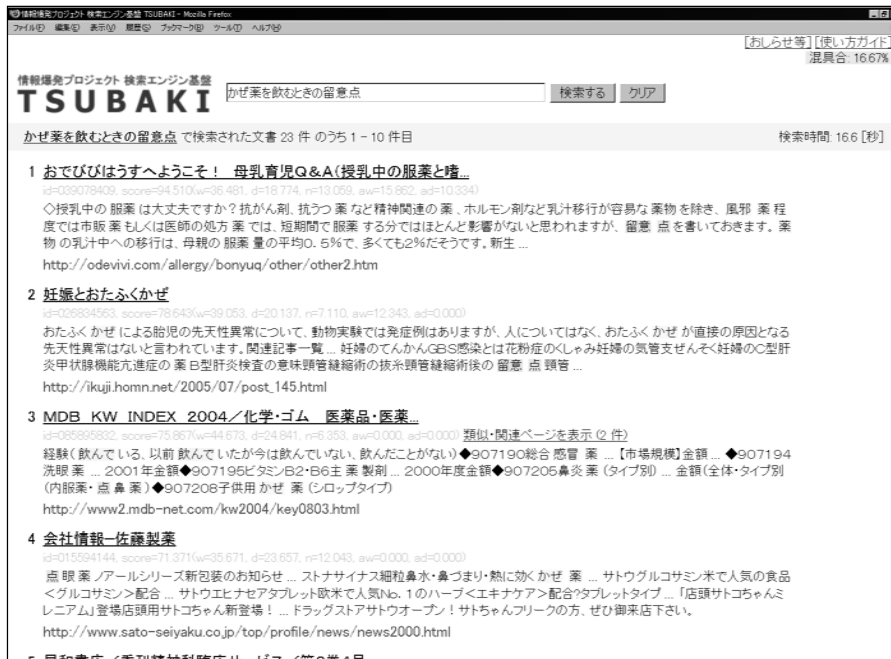 情報爆発プロジェクト 検索エンジン基盤 TSUBAKI - Mozilla Firefox
ファイル(F) 編集(E) 表示(V) 履歴(S) ブックマーク(B) ツール(T) ヘルプ(H)
[おしらせ等][使い方ガイド]
混具合: 16.67%
情報爆発プロジェクト 検索エンジン基盤
TSUBAKI
かぜ薬を飲むときの留意点 検索する クリア
かぜ薬を飲むときの留意点 で検索された文書 23 件 のうち 1 - 10 件目 検索時間: 16.6 [秒]
1 おでびびはうすへようこそ! 母乳育児Q&A(授乳中の服薬と嗜...
id=039078409, score=94.510(w=36.481, d=18.774, n=13.059, aw=15.862, ad=10.334)
◇授乳中の 服薬 は大丈夫ですか?抗がん剤、抗うつ 薬 など精神関連の 薬 、ホルモン剤など乳汁移行が容易な 薬物 を除き、 風邪 薬 程
度では市販 薬 もしくは医師の処方 薬 では、短期間で服薬 する分ではほとんど影響がないと思われますが、 留意 点 を書いておきます。 薬
物 の乳汁中への移行は、母親の 服薬 量の平均0. 5%で、多くても2%だそうです。新生 ...
http://odevivi.com/allergy/bonyuq/other/other2.htm
2 妊娠とおたふくかぜ
id=026834563, score=78.643(w=39.053, d=20.137, n=7.110, aw=12.343, ad=0.000)
おたふく かぜ による胎児の先天性異常について、動物実験では発症例はありますが、人についてはなく、おたふく かぜ が直接の原因となる
先天性異常はないと言われています。関連記事一覧 ... 妊婦のてんかんGBS感染とは花粉症のくしゃみ妊婦の気管支ぜんそく妊婦のC型肝
炎甲状腺機能亢進症の 薬 B型肝炎検査の意味頸管縫縮術の抜糸頸管縫縮術後の 留意 点 頸管 ...
http://ikuji.homn.net/2005/07/post_145.html
3 MDB KW INDEX 2004/化学・ゴム 医薬品・医薬...
id=085895832, score=75.867(w=44.673, d=24.841, n=6.353, aw=0.000, ad=0.000) 類似・関連ページを表示 (2 件)
経験( 飲んで いる、以前 飲んで いたが今は飲んでいない、飲んだことがない)◆907190総合 感冒 薬 ... 【市場規模】金額 ... ◆907194
洗眼 薬 ... 2001年金額◆907195ビタミンB2・B6主 薬 製剤 ... 2000年度金額◆907205鼻炎 薬 (タイプ別) ... 金額(全体・タイプ別
(内服薬・ 点 鼻 薬 )◆907208子供用 かぜ 薬 (シロップタイプ)
http://www2.mdb-net.com/kw2004/key0803.html
4 会社情報−佐藤製薬
id=015594144, score=71.371(w=35.671, d=23.657, n=12.043, aw=0.000, ad=0.000)
点 眼 薬 ノアールシリーズ新包装のお知らせ ... ストナサイナス細粒鼻水・鼻づまり・熱に効く かぜ 薬 ... サトウグルコサミン米で人気の食品
<グルコサミン>配合 ... サトウエヒナセアタブレット欧米で人気No. 1のハーブ<エキナケア>配合?タブレットタイプ ... 「店頭サトコちゃんミ
レニアム」登場店頭用サトコちゃん新登場! ... ドラッグストアサトウオープン!サトちゃんフリークの方、ぜひ御来店下さい。
http://www.sato-seiyaku.co.jp/top/profile/news/news2000.html